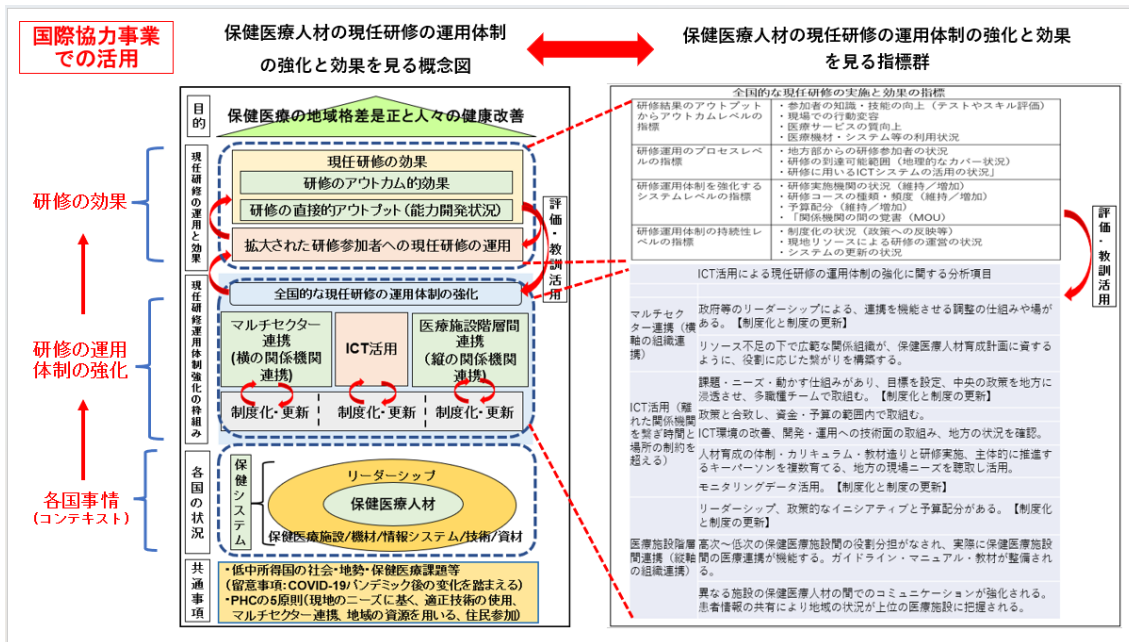 国際協力事業
での活用
保健医療人材の現任研修の運用体制
の強化と効果を見る概念図
保健医療人材の現任研修の運用体制の強化と効果
を見る指標群
研修の効果
研修の運用
体制の強化
各国事情
(コンテキスト)
目的
保健医療の地域格差是正と人々の健康改善
現任研修の運用と効果
現任研修の効果
研修のアウトカム的効果
研修の直接的アウトプット(能力開発状況)
拡大された研修参加者への現任研修の運用
評価・教訓活用
現任研修運用体制強化の枠組み
全国的な現任研修の運用体制の強化
マルチセクター
連携
(横の関係機関
連携)
ICT活用
医療施設階層間
連携
(縦の関係機関
連携)
制度化・更新
制度化・更新
制度化・更新
各国の状況
保健システム
リーダーシップ
保健医療人材
保健医療施設/機材/情報システム/技術/資材
共通事項
・低中所得国の社会・地勢・保健医療課題等
(留意事項:COVID-19パンデミック後の変化を踏まえる)
・PHCの5原則(現地のニーズに基く、適正技術の使用、
マルチセクター連携、地域の資源を用いる、住民参加)
全国的な現任研修の実施と効果の指標
研修結果のアウトプット
からアウトカムレベルの
指標
・参加者の知識・技能の向上(テストやスキル評価)
・現場での行動変容
・医療サービスの質向上
・医療機材・システム等の利用状況
研修運用のプロセスレベ
ルの指標
・地方部からの研修参加者の状況
・研修の到達可能範囲(地理的なカバー状況)
・研修に用いるICTシステムの活用の状況」
研修運用体制を強化する
システムレベルの指標
・研修実施機関の状況(維持/増加)
・研修コースの種類・頻度(維持/増加)
・予算配分(維持/増加)
・「関係機関の間の覚書(MOU)
研修運用体制の持続性レ
ベルの指標
・制度化の状況(政策への反映等)
・現地リソースによる研修の運営の状況
・システムの更新の状況
評価・教訓活用
ICT活用による現任研修の運用体制の強化に関する分析項目
マルチセク
ター連携(横
軸の組織連
携)
政府等のリーダーシップによる、連携を機能させる調整の仕組みや場
がある。【制度化と制度の更新】
リソース不足の下で広範な関係組織が、保健医療人材育成計画に資する
ように、役割に応じた繋がりを構築する。
ICT活用(離
れた関係機関
を繋ぎ時間と
場所の制約を
超える)
課題・ニーズ・動かす仕組みがあり、目標を設定、中央の政策を地方に
浸透させ、多職種チームで取組む。【制度化と制度の更新】
政策と合致し、資金・予算の範囲内で取組む。
ICT環境の改善、開発・運用への技術面の取組み、地方の状況を確認。
人材育成の体制・カリキュラム・教材造りと研修実施、主体的に推進す
るキーパーソンを複数育てる、地方の現場ニーズを聴取し活用。
モニタリングデータ活用。【制度化と制度の更新】
医療施設階層
間連携(縦軸
の組織連携)
リーダーシップ、政策的なイニシアティブと予算配分がある。【制度化
と制度の更新】
高次~低次の保健医療施設間の役割分担がなされ、実際に保健医療施設
間の医療連携が機能する。ガイドライン・マニュアル・教材が整備され
る。
異なる施設の保健医療人材の間でのコミュニケーションが強化される。
患者情報の共有により地域の状況が上位の医療施設に把握される。